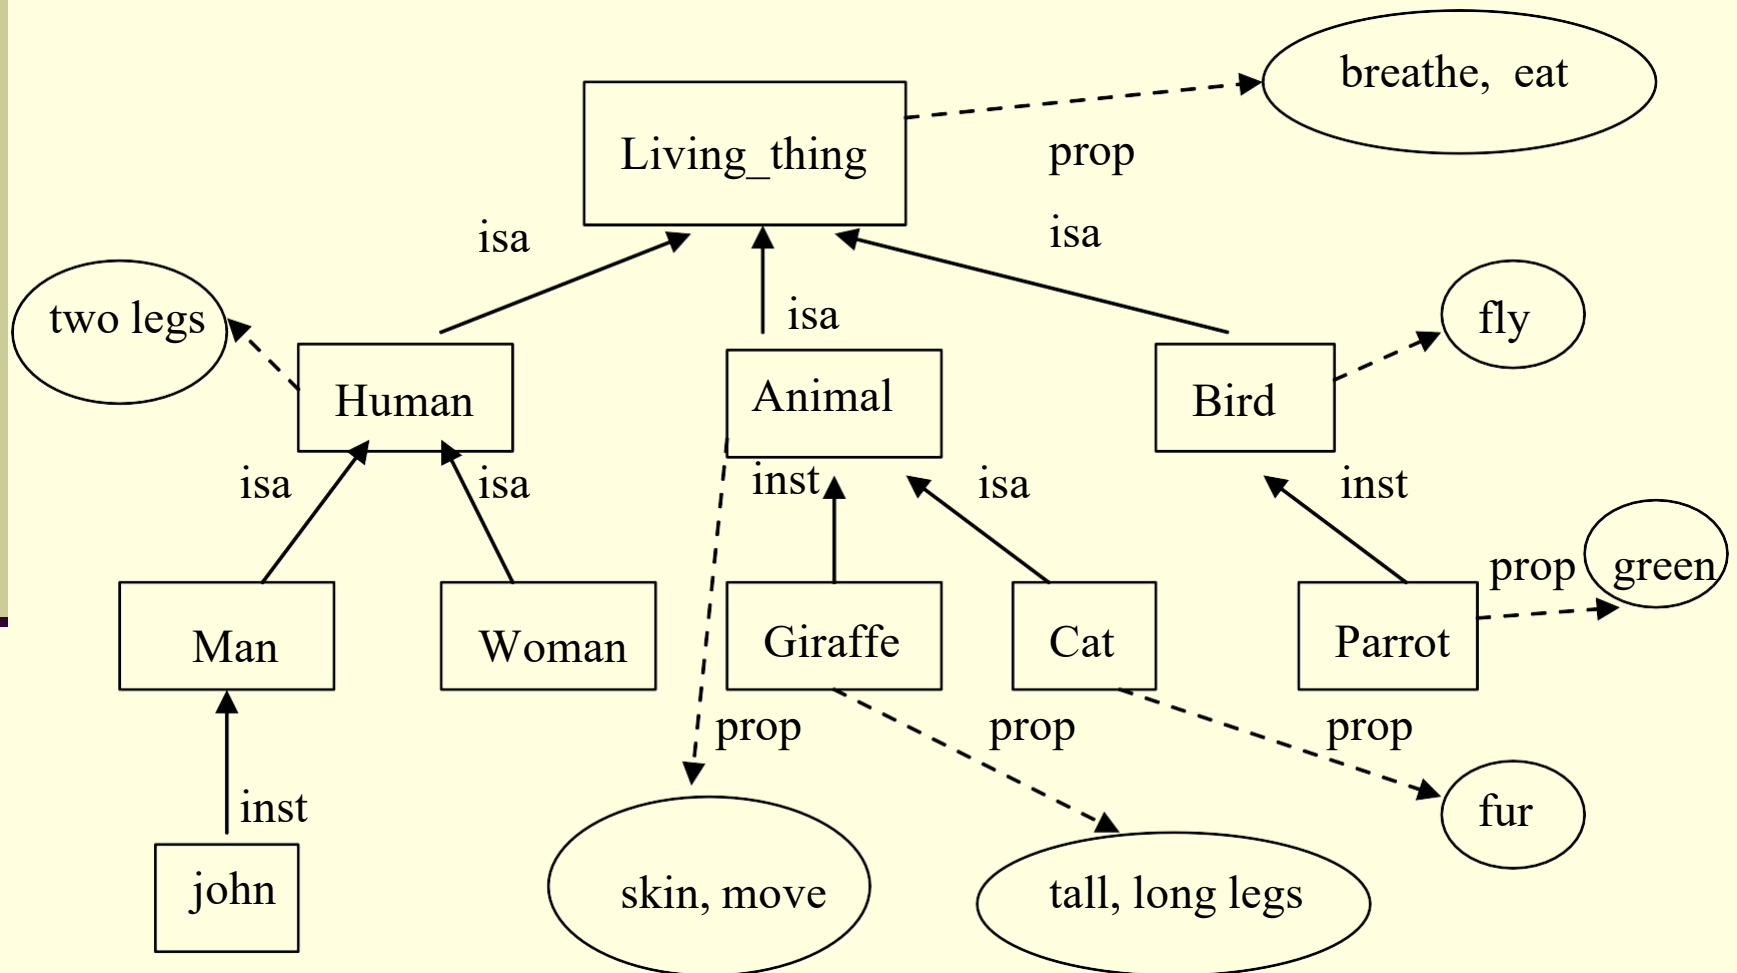 breathe, eat
Living_thing
prop
isa
isa
two legs
isa
fly
Human
Animal
Bird
isa
isa
inst
isa
inst
prop
green
Man
Woman
Giraffe
Cat
Parrot
prop
prop
prop
inst
fur
john
skin, move
tall, long legs